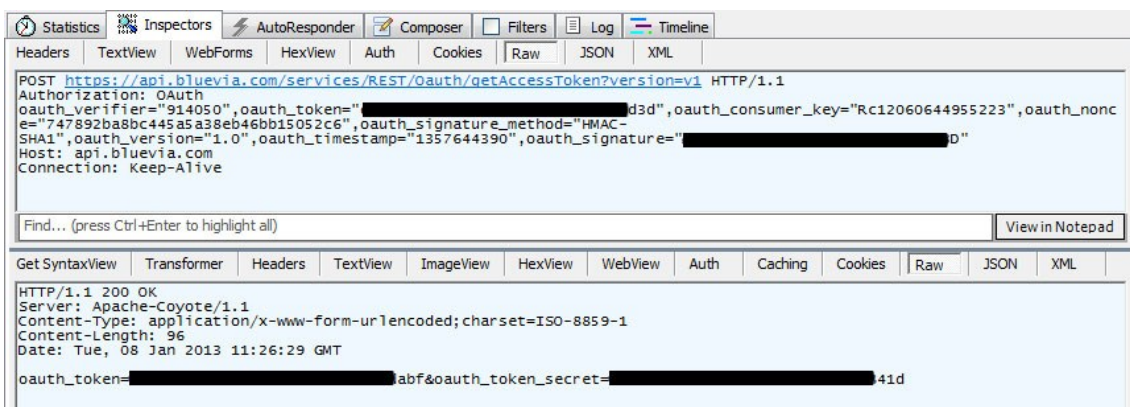 Statistics Inspectors AutoResponder Composer Filters Log Timeline
Headers TextView WebForms HexView Auth Cookies Raw JSON XML
POST https://api.bluevia.com/services/REST/Oauth/getAccessToken?version=v1 HTTP/1.1
Authorization: OAuth
oauth_verifier="914050",oauth_token="d3d",oauth_consumer_key="Rc12060644955223",oauth_nonc
e="747892ba8bc445a5a38eb46bb15052c6",oauth_signature_method="HMAC-
SHA1",oauth_version="1.0",oauth_timestamp="1357644390",oauth_signature="D"
Host: api.bluevia.com
Connection: Keep-Alive
Find... (press Ctrl+Enter to highlight all) View in Notepad
Get SyntaxView Transformer Headers TextView ImageView HexView WebView Auth Caching Cookies Raw JSON XML
HTTP/1.1 200 OK
Server: Apache-Coyote/1.1
Content-Type: application/x-www-form-urlencoded;charset=ISO-8859-1
Content-Length: 96
Date: Tue, 08 Jan 2013 11:26:29 GMT
oauth_token=abf&oauth_token_secret=41d